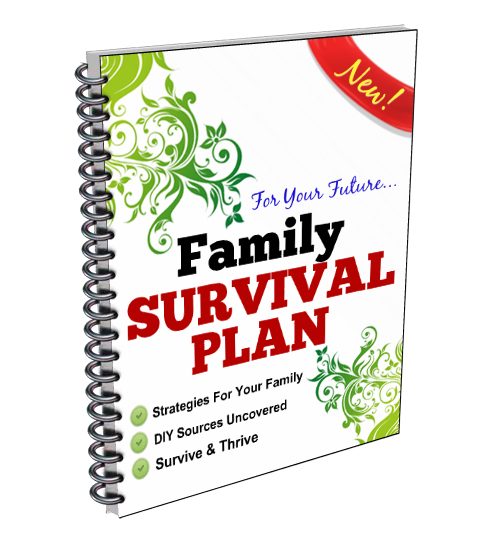 New!
For Your Future...
Family
SURVIVAL
PLAN
Strategies For Your Family
DIY Sources Uncovered
Survive & Thrive